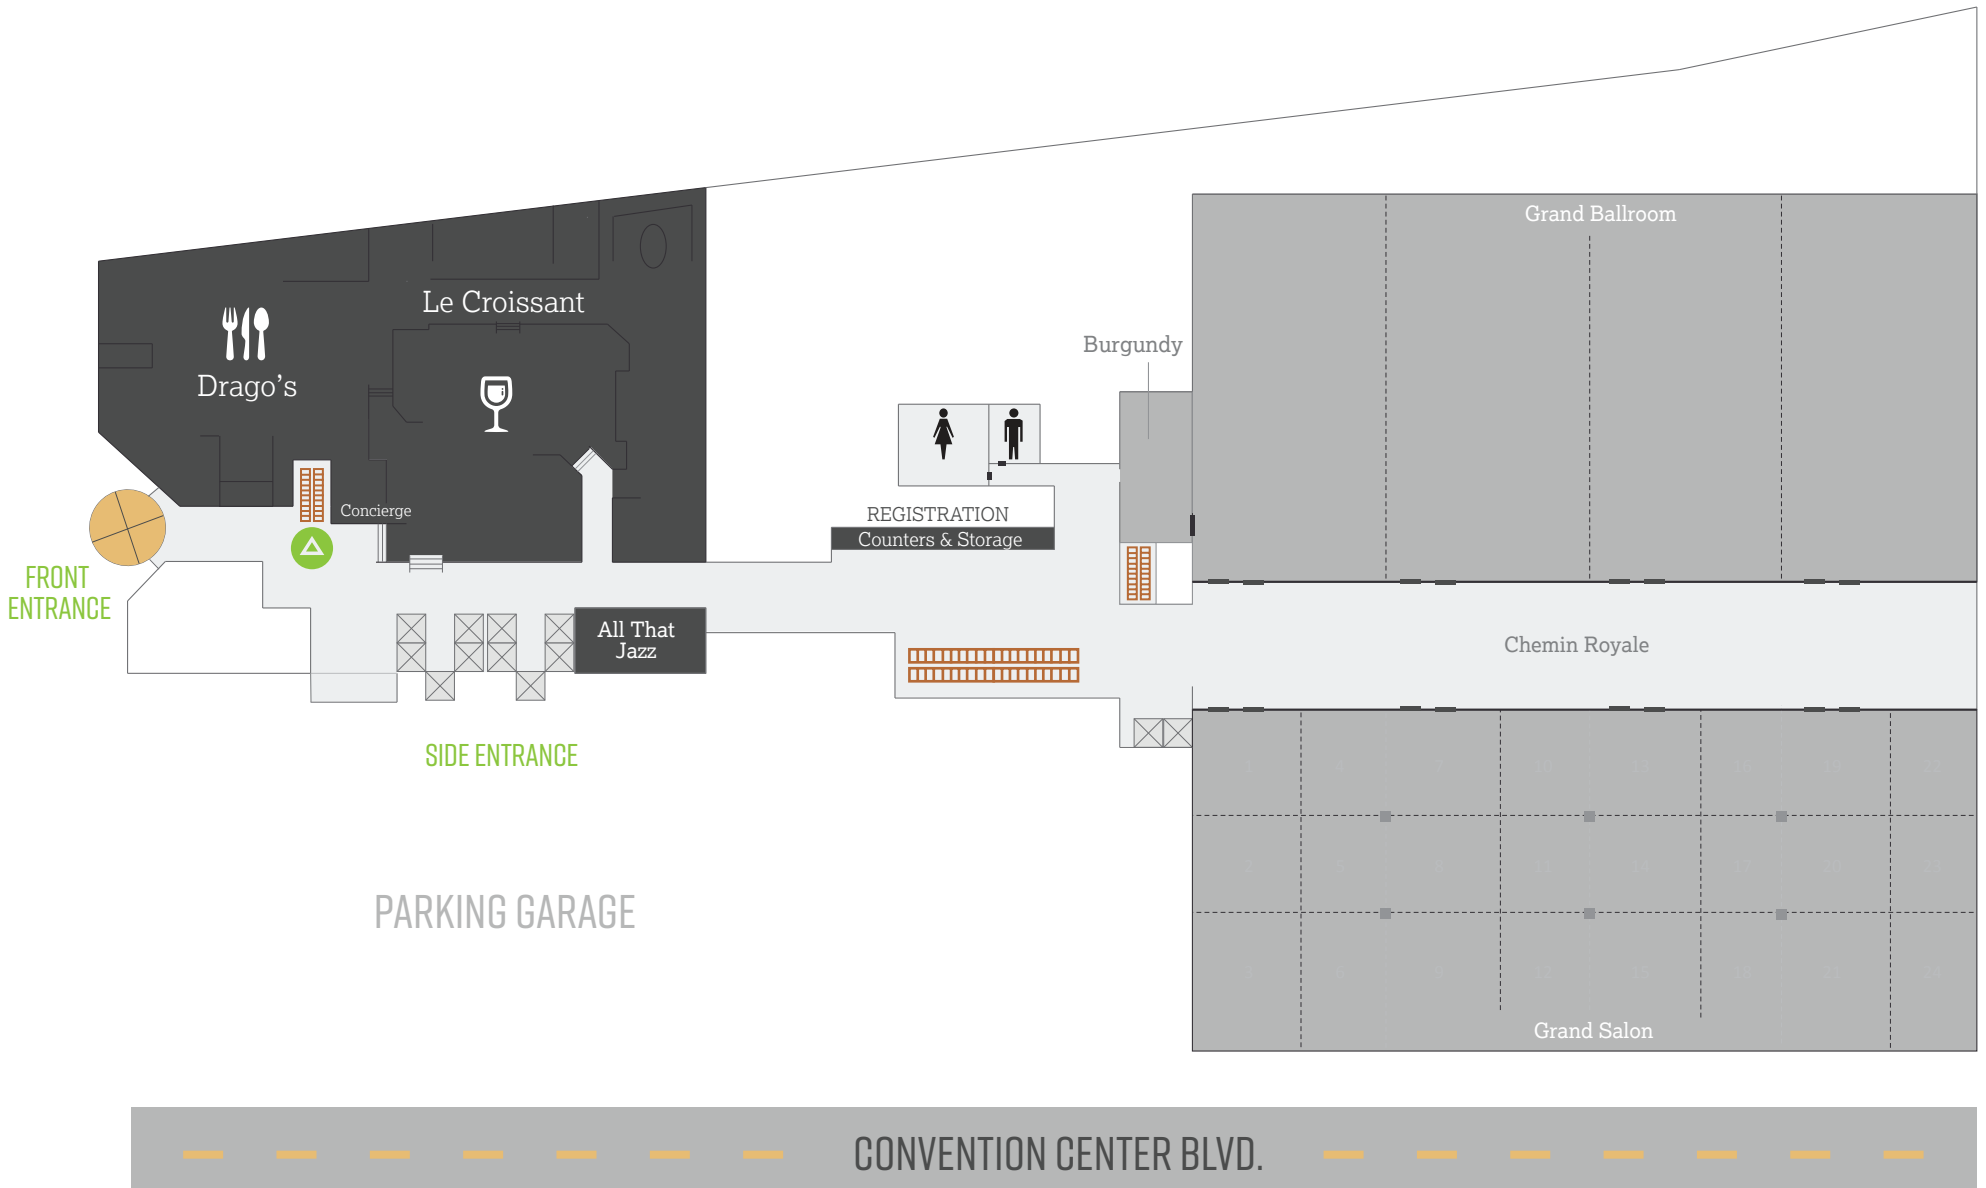 Grand Ballroom
Le Croissant
Burgundy
Drago's
Concierge
REGISTRATION
Counters & Storage
FRONT
ENTRANCE
All That
Jazz
Chemin Royale
SIDE ENTRANCE
PARKING GARAGE
Grand Salon
CONVENTION CENTER BLVD.